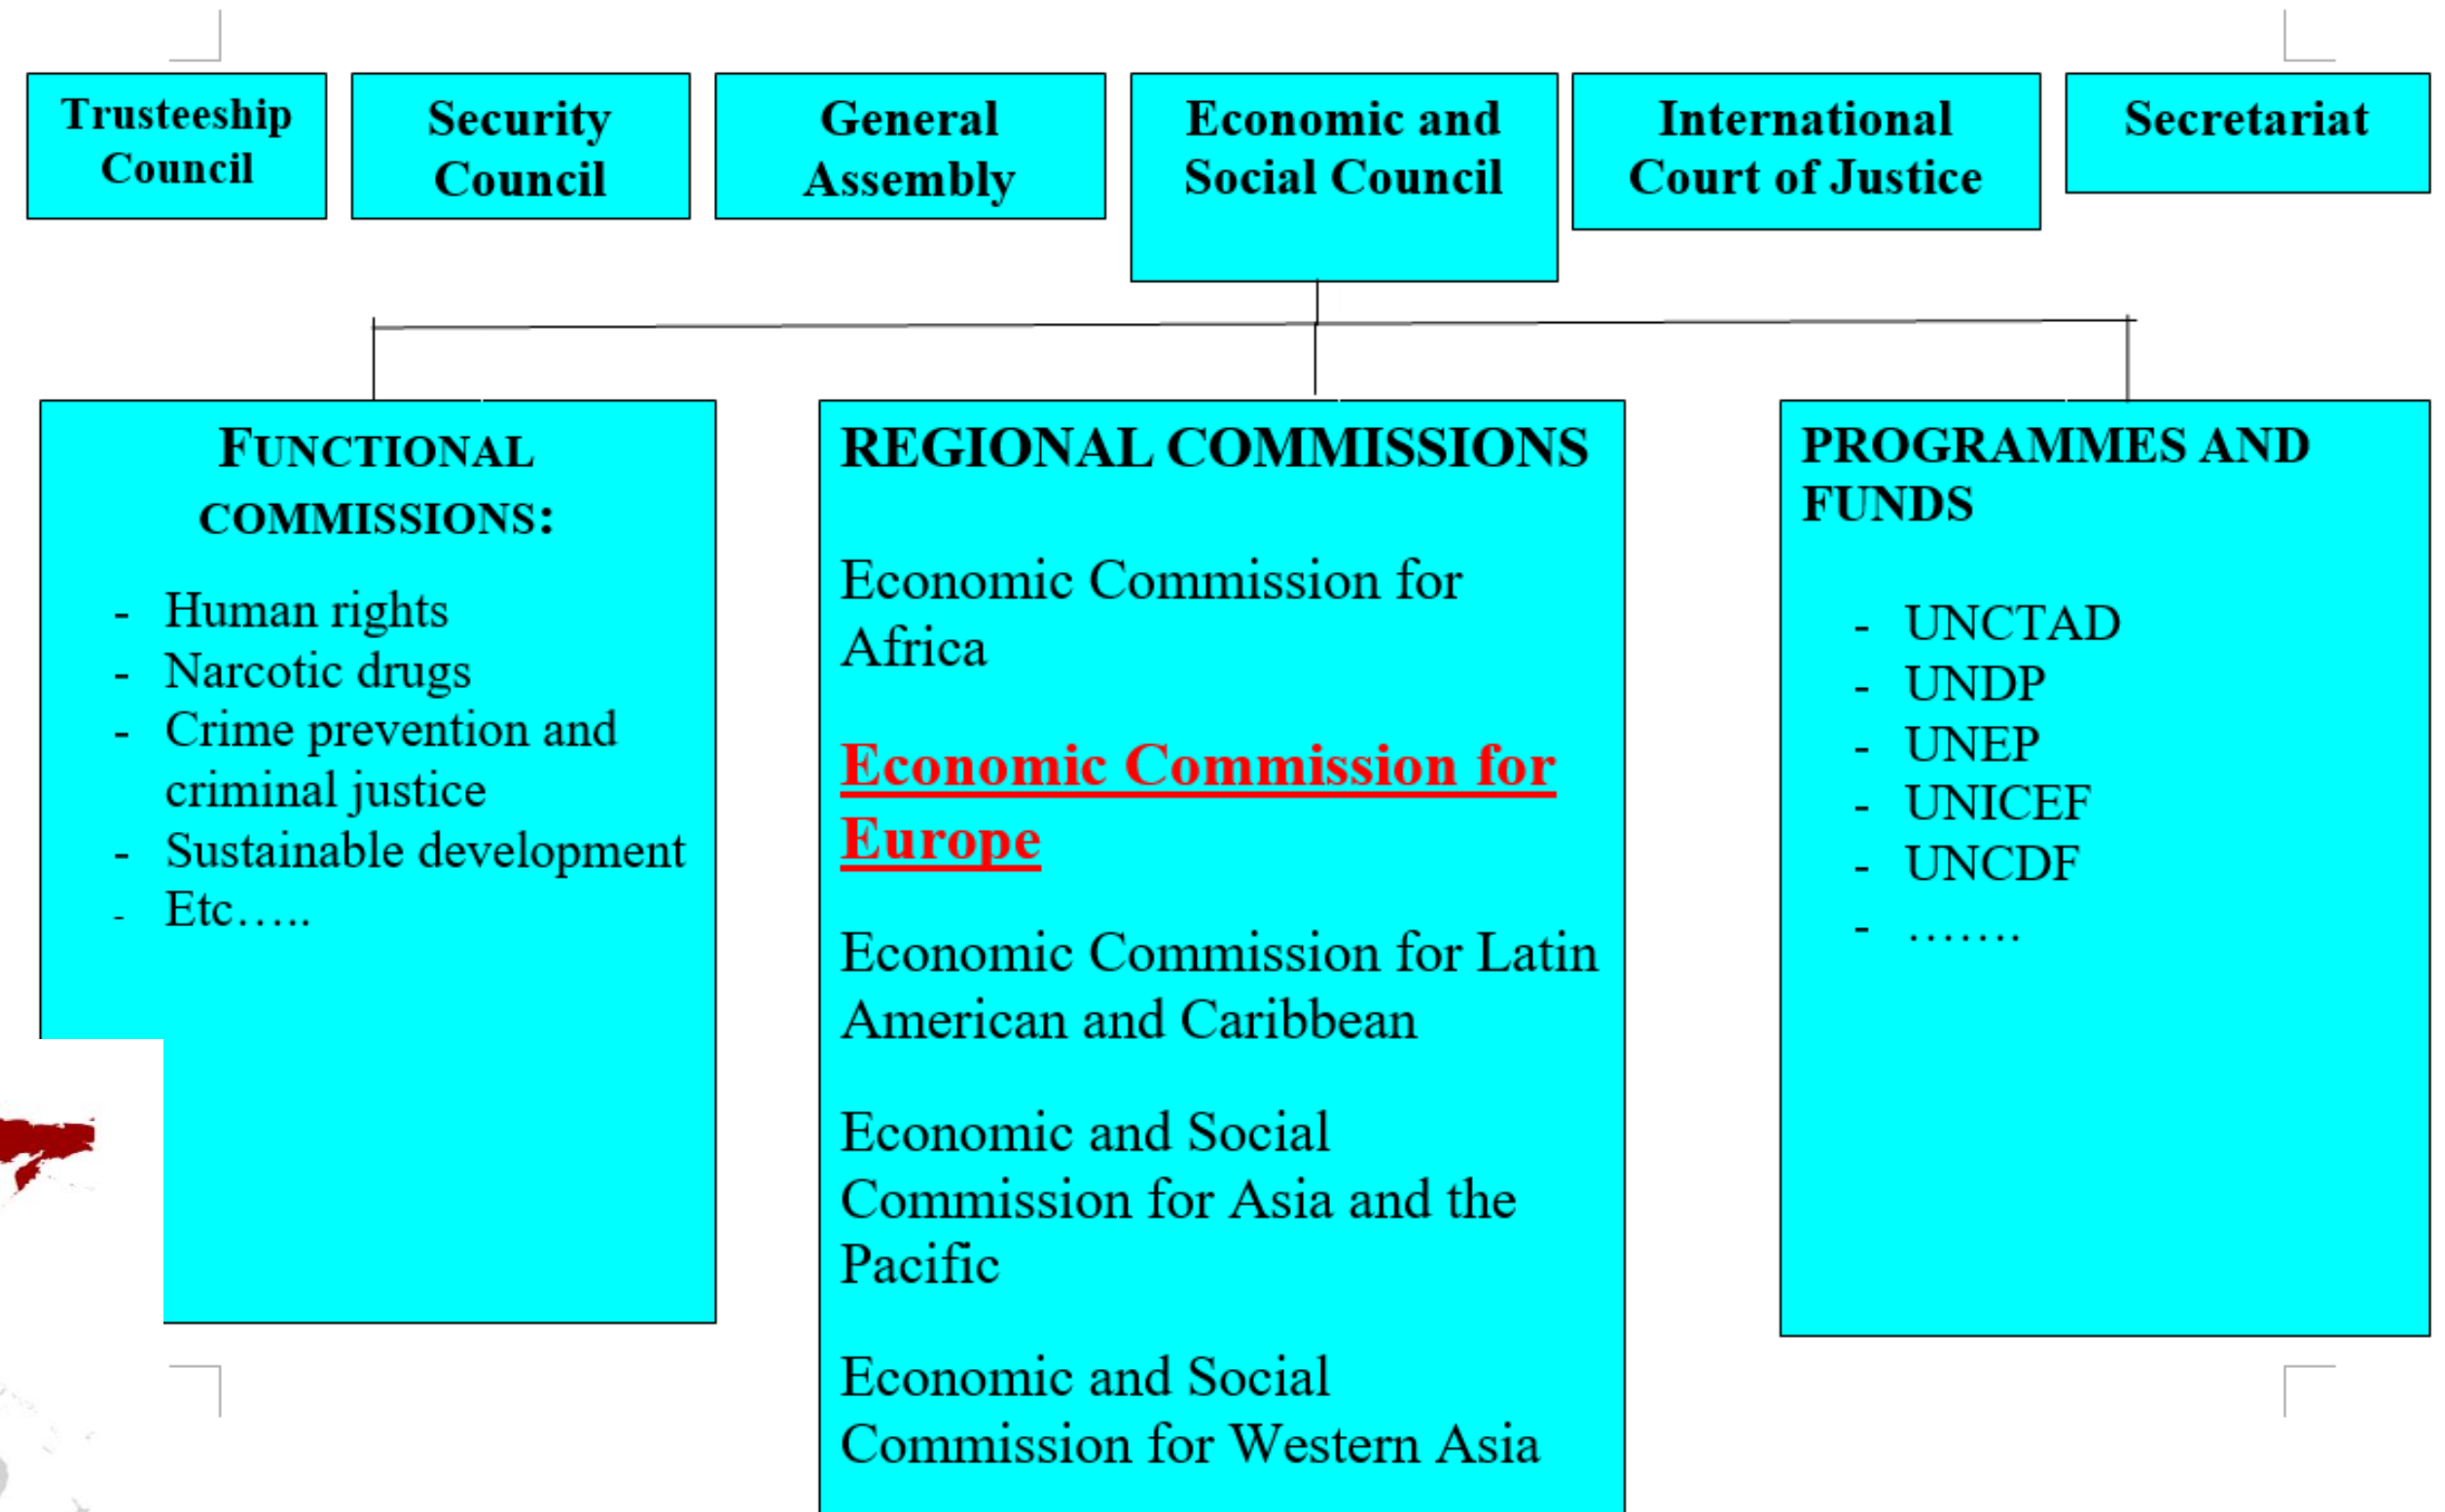 Trusteeship
Council
Security
Council
General
Assembly
Economic and
Social Council
International
Court of Justice
Secretariat
FUNCTIONAL
COMMISSIONS:
- Human rights
- Narcotic drugs
- Crime prevention and
criminal justice
- Sustainable development
- Etc…..
REGIONAL COMMISSIONS
Economic Commission for
Africa
Economic Commission for
Europe
Economic Commission for Latin
American and Caribbean
Economic and Social
Commission for Asia and the
Pacific
Economic and Social
Commission for Western Asia
PROGRAMMES AND
FUNDS
- UNCTAD
- UNDP
- UNEP
- UNICEF
- UNCDF
- …….